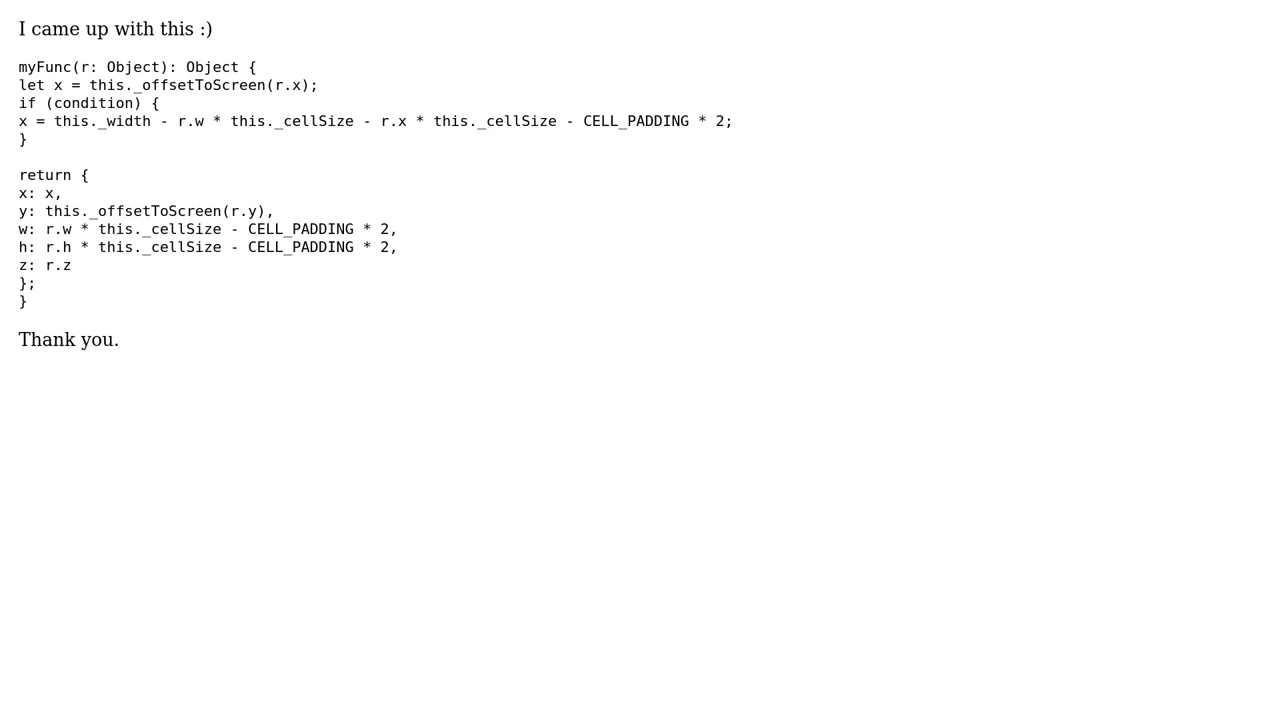 I came up with this :)
myFunc(r: Object): Object {
let x = this._offsetToScreen(r.x);
if (condition) {
x = this._width - r.w * this._cellSize - r.x * this._cellSize - CELL_PADDING * 2;
}
return {
x: x,
y: this._offsetToScreen(r.y),
w: r.w * this._cellSize - CELL_PADDING * 2,
h: r.h * this._cellSize - CELL_PADDING * 2,
z: r.z
};
}
Thank you.